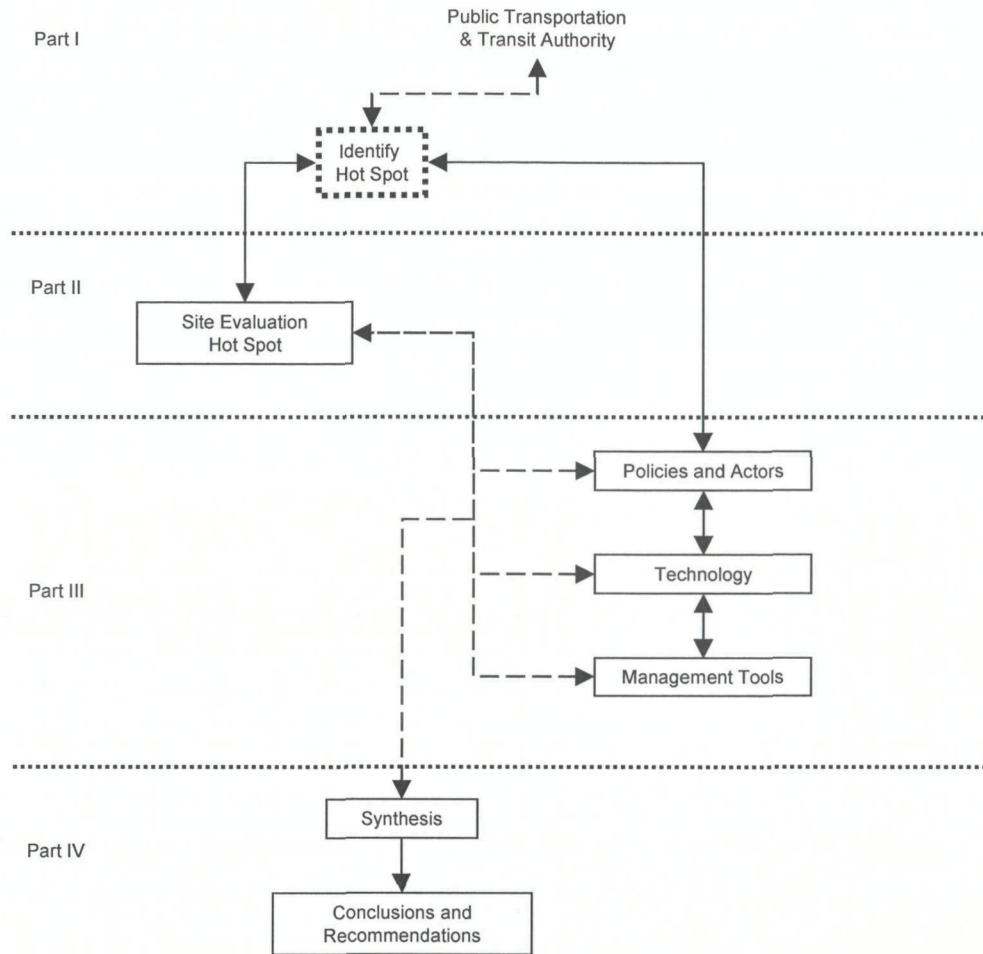 Part I
Public Transportation
& Transit Authority
Identify
Hot Spot
Part II
Site Evaluation
Hot Spot
Policies and Actors
Part III
Technology
Management Tools
Synthesis
Part IV
Conclusions and
Recommendations